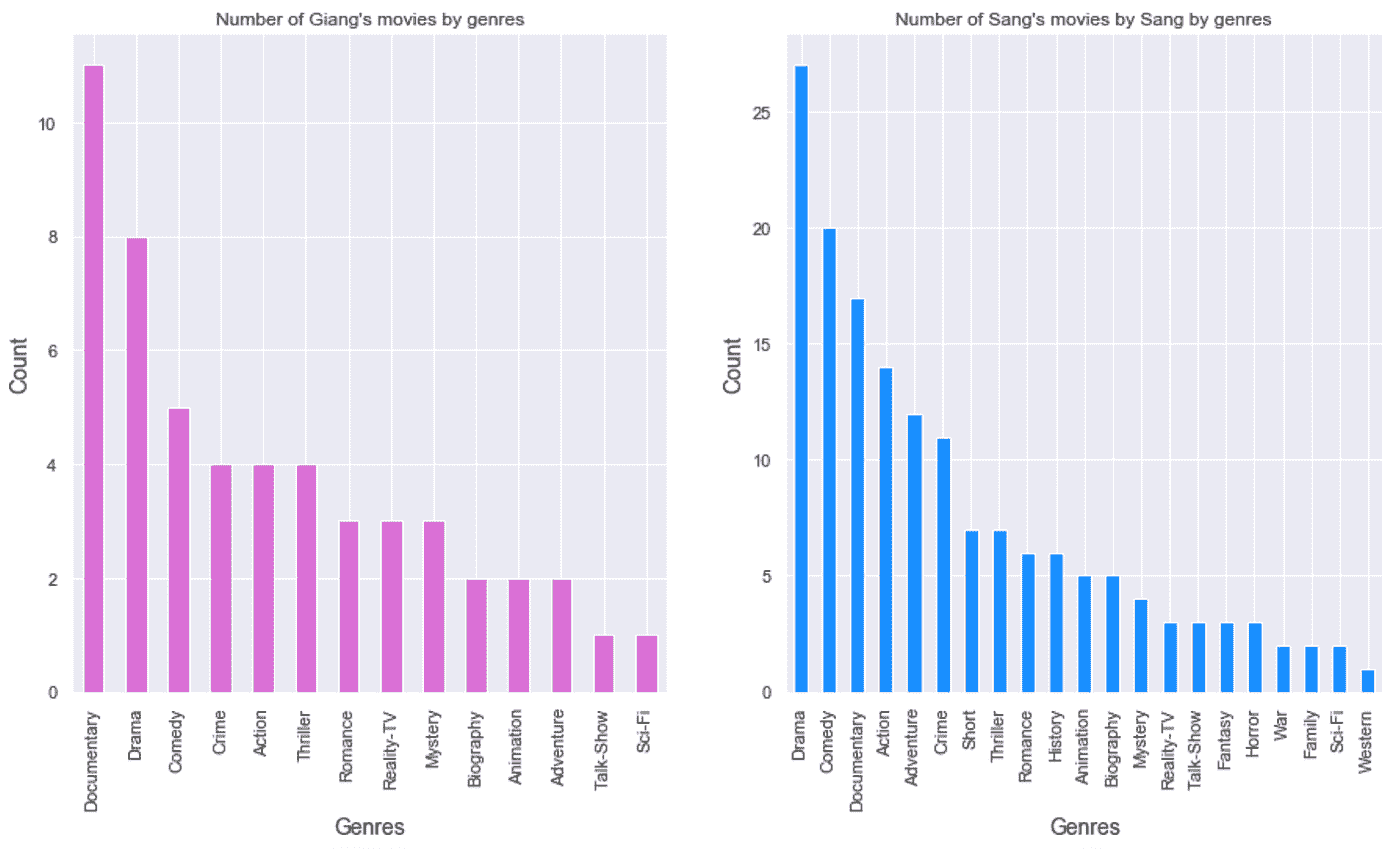 Number of Giang's movies by genres
Count
10
8
6
4
2
0
Documentary
Drama
Comedy
Crime
Action
Thriller
Romance
Reality-TV
Mystery
Biography
Animation
Adventure
Talk-Show
Sci-Fi
Genres
Number of Sang's movies by Sang by genres
Count
25
20
15
10
5
0
Drama
Comedy
Documentary
Action
Adventure
Crime
Short
Thriller
Romance
History
Animation
Biography
Mystery
Reality-TV
Talk-Show
Fantasy
Horror
War
Family
Sci-Fi
Western
Genres